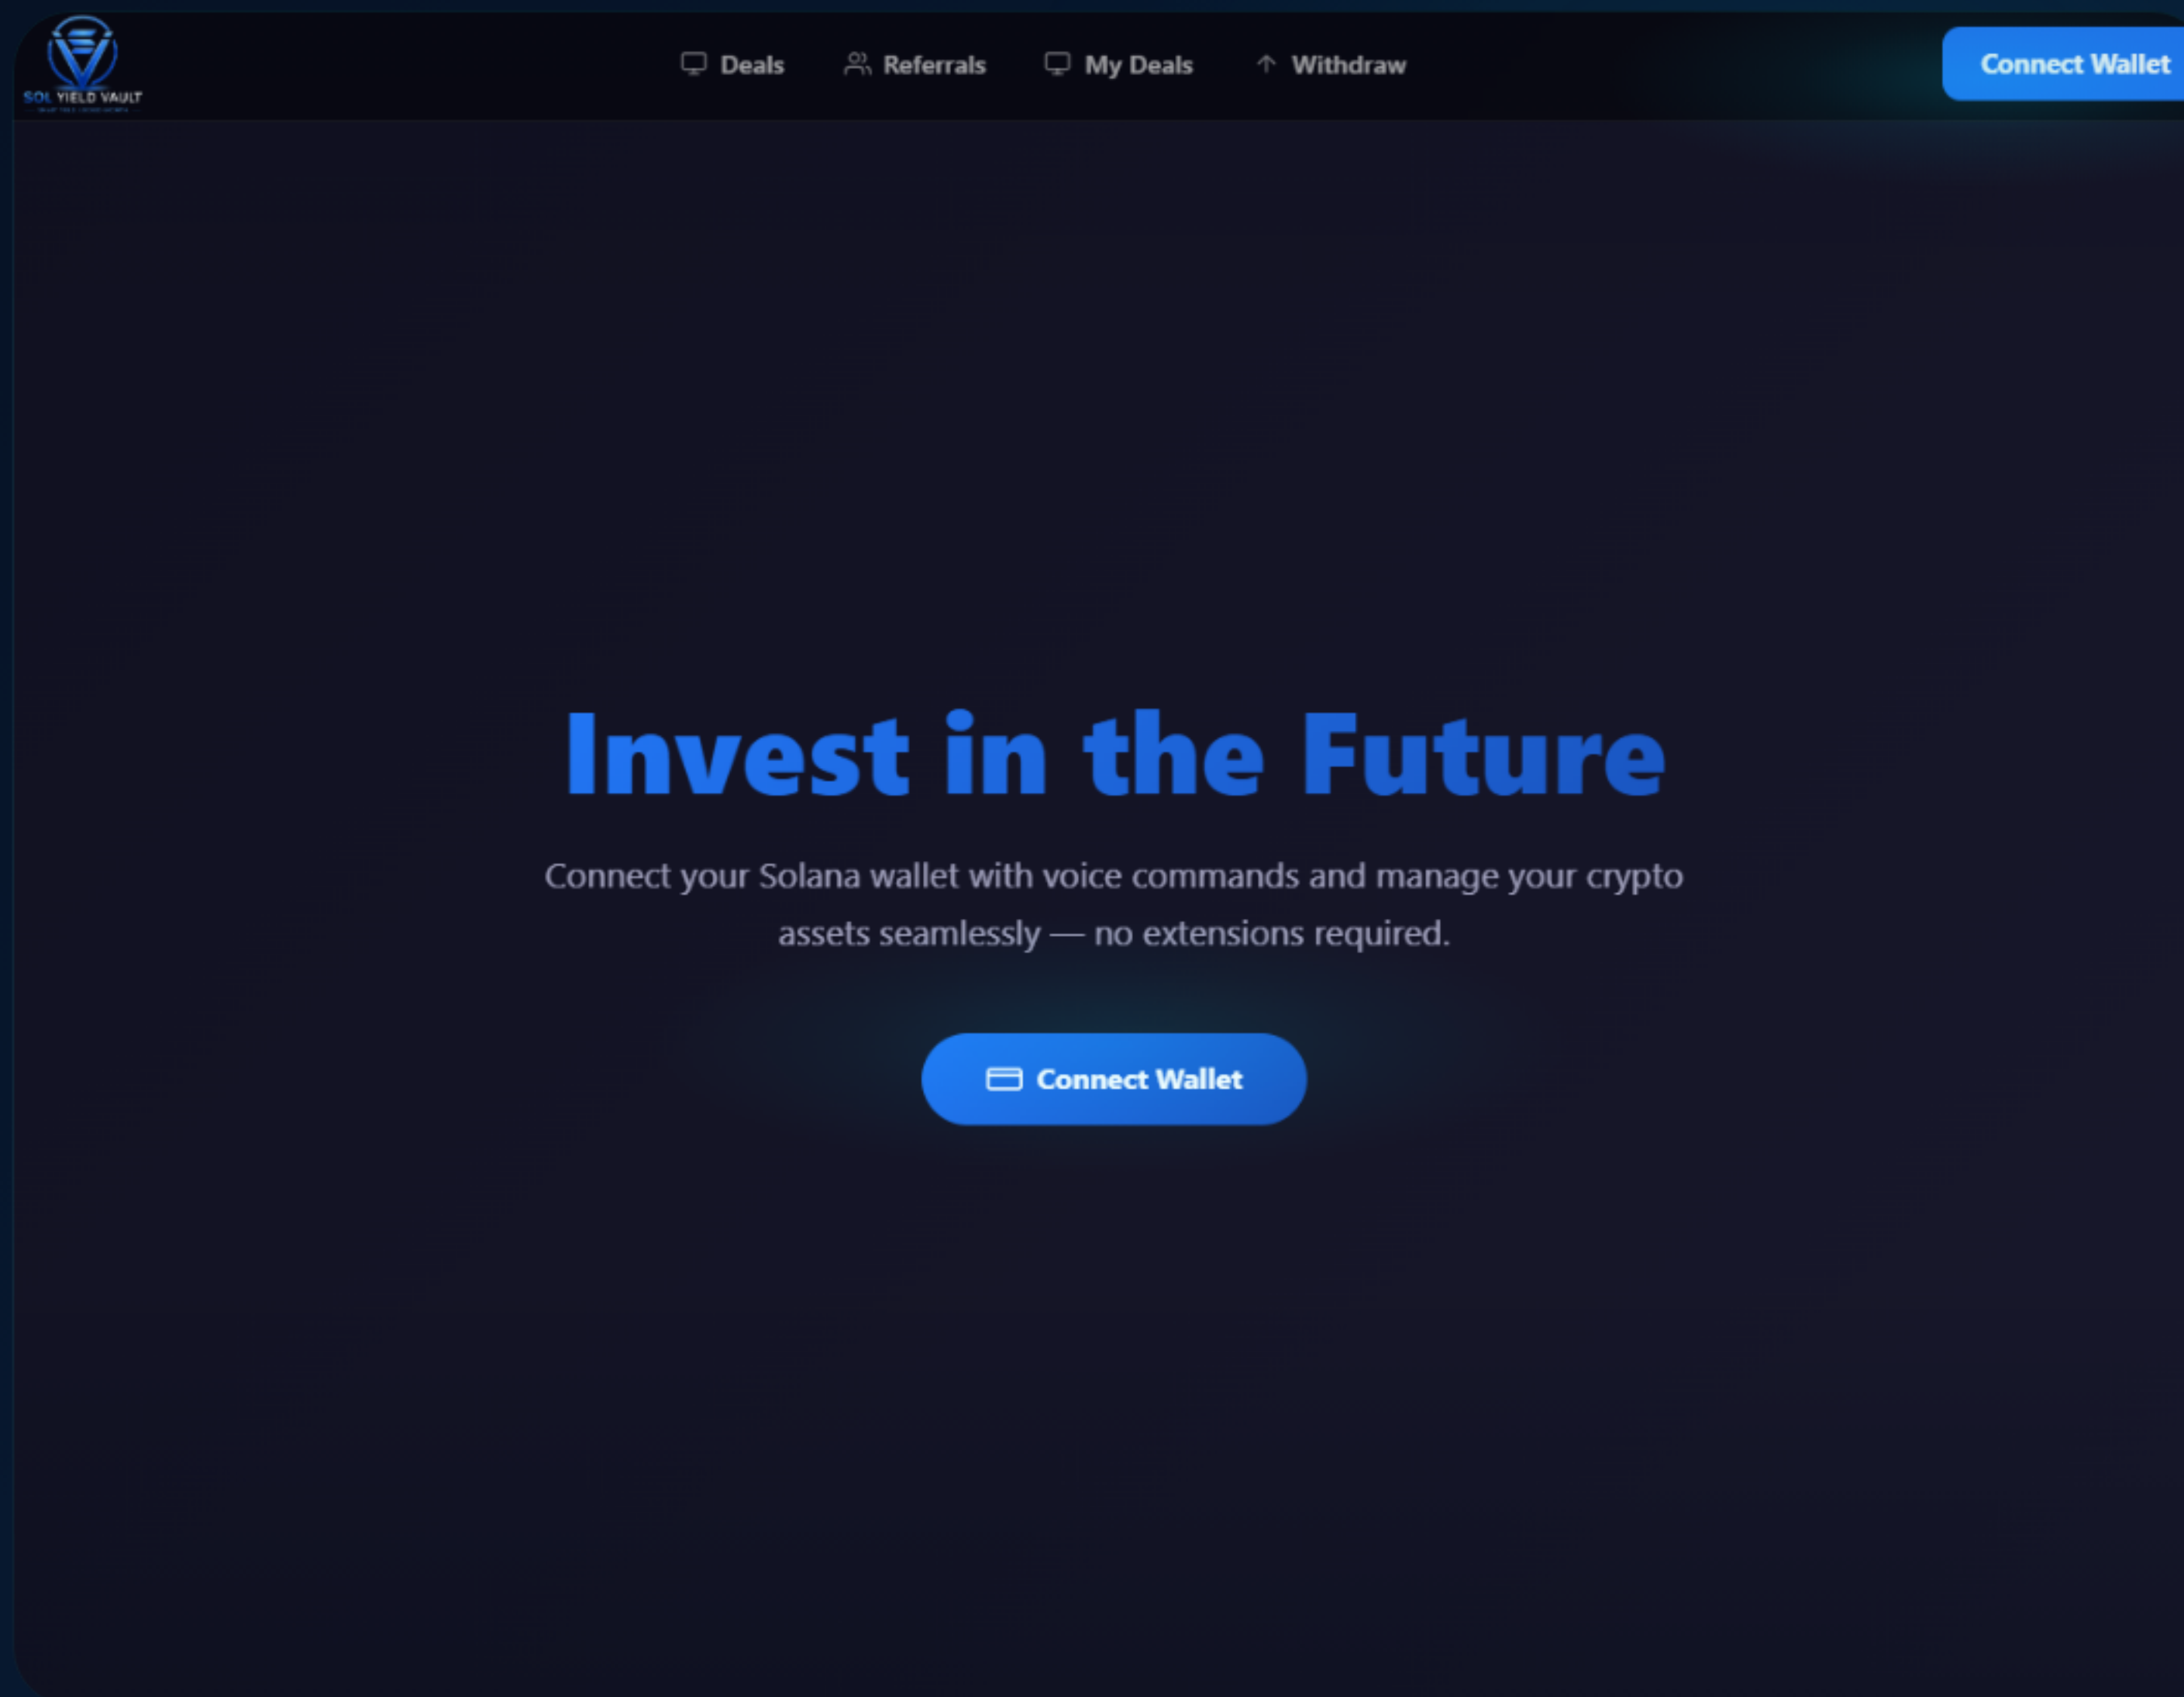 SOL YIELD VAULT
Deals
Referrals
My Deals
Withdraw
Connect Wallet
Invest in the Future
Connect your Solana wallet with voice commands and manage your crypto
assets seamlessly — no extensions required.
Connect Wallet